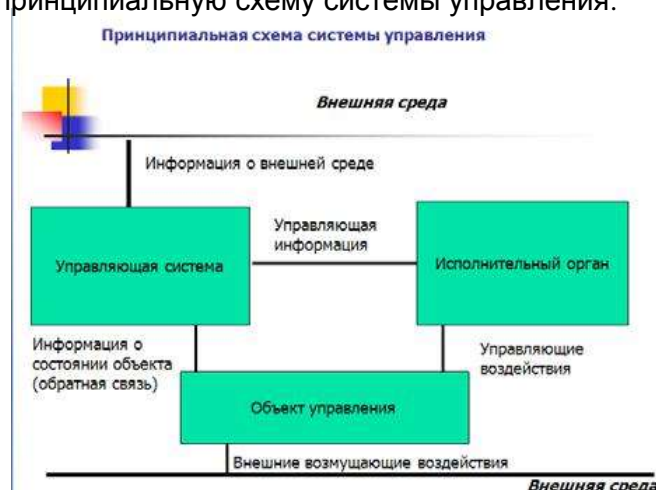 принципиальную схему системы управления.
Принципиальная схема системы управления
Внешняя среда
Информация о внешней среде
Управляющая
информация
Управляющая система
Исполнительный орган
Информация о
состоянии объекта
(обратная связь)
Управляющие
воздействия
Объект управления
Внешние возмущающие воздействия
Внешняя среда